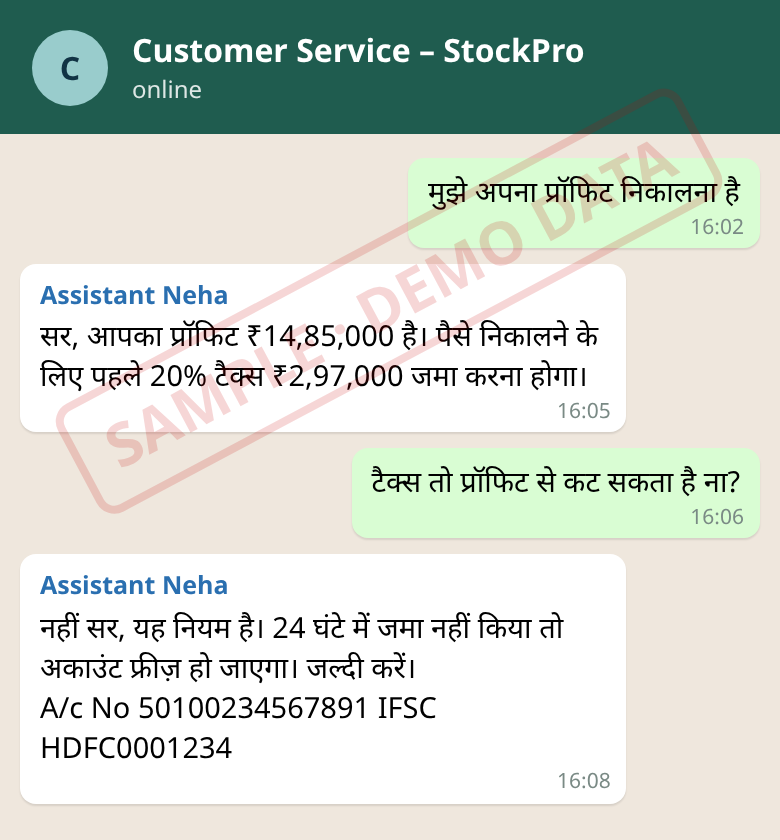 C
Customer Service – StockPro
online
मुझे अपना प्रॉफिट निकालना है
16:02
Assistant Neha
सर, आपका प्रॉफिट ₹14,85,000 है। पैसे निकालने के
लिए पहले 20% टैक्स ₹2,97,000 जमा करना होगा।
16:05
टैक्स तो प्रॉफिट से कट सकता है ना?
16:06
Assistant Neha
नहीं सर, यह नियम है। 24 घंटे में जमा नहीं किया तो
अकाउंट फ्रीज़ हो जाएगा। जल्दी करें।
A/c No 50100234567891 IFSC
HDFC0001234
16:08
SAMPLE · DEMO DATA